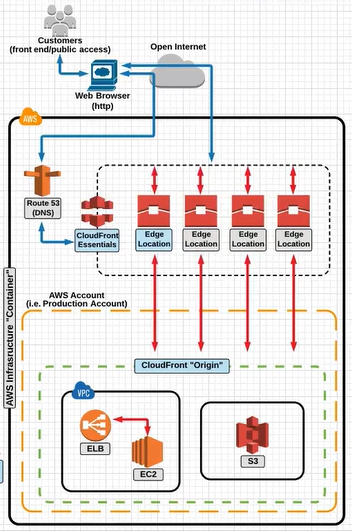 Customers
(front end/public access)
Open Internet
Web Browser
(http)
AWS
Route 53
(DNS)
CloudFront
Essentials
Edge
Location
Edge
Location
Edge
Location
Edge
Location
AWS Infrasructure "Container"
AWS Account
(i.e. Production Account)
CloudFront "Origin"
VPC
ELB
EC2
S3